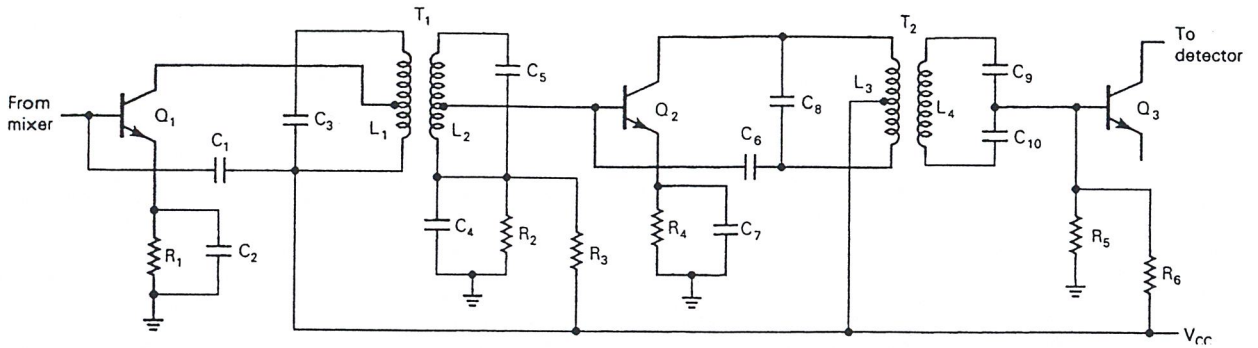 T1
T2
To
detector
From
mixer
Q1
C1
C3
L1
L2
C5
Q2
C6
C8
L3
L4
C9
C10
Q3
R1
C2
C4
R2
R3
R4
C7
R5
R6
VCC